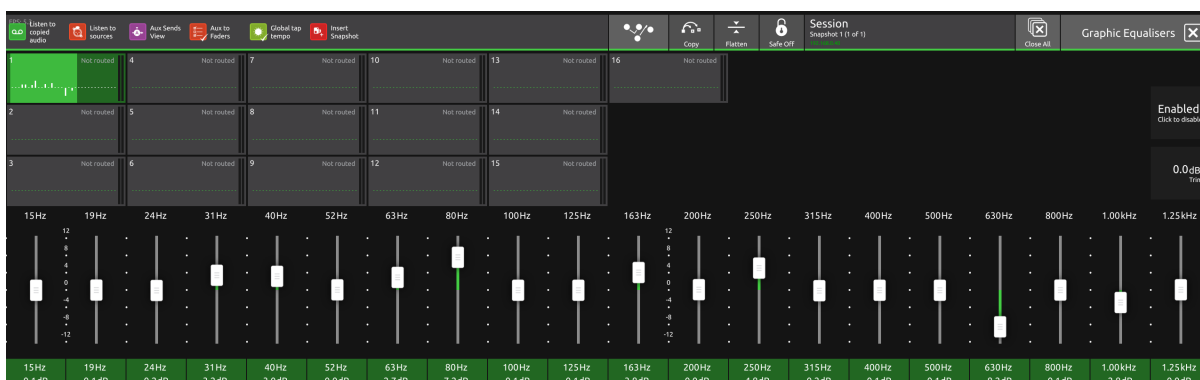 Listen to
copied
audio
Listen to
sources
Aux Sends
View
Aux to
Faders
Global tap
tempo
Insert
Snapshot
Copy
Flatten
Safe Off
Session
Snapshot 1 (1 of 1)
Close All
Graphic Equalisers
1 Not routed
4 Not routed
7 Not routed
10 Not routed
13 Not routed
16 Not routed
2 Not routed
5 Not routed
8 Not routed
11 Not routed
14 Not routed
3 Not routed
6 Not routed
9 Not routed
12 Not routed
15 Not routed
Enabled
Click to disable
0.0dB
Trim
15Hz 19Hz 24Hz 31Hz 40Hz 52Hz 63Hz 80Hz 100Hz 125Hz 163Hz 200Hz 250Hz 315Hz 400Hz 500Hz 630Hz 800Hz 1.00kHz 1.25kHz
12 12
8 8
4 4
0 0
-4 -4
-8 -8
-12 -12
15Hz 19Hz 24Hz 31Hz 40Hz 52Hz 63Hz 80Hz 100Hz 125Hz 163Hz 200Hz 250Hz 315Hz 400Hz 500Hz 630Hz 800Hz 1.00kHz 1.25kHz